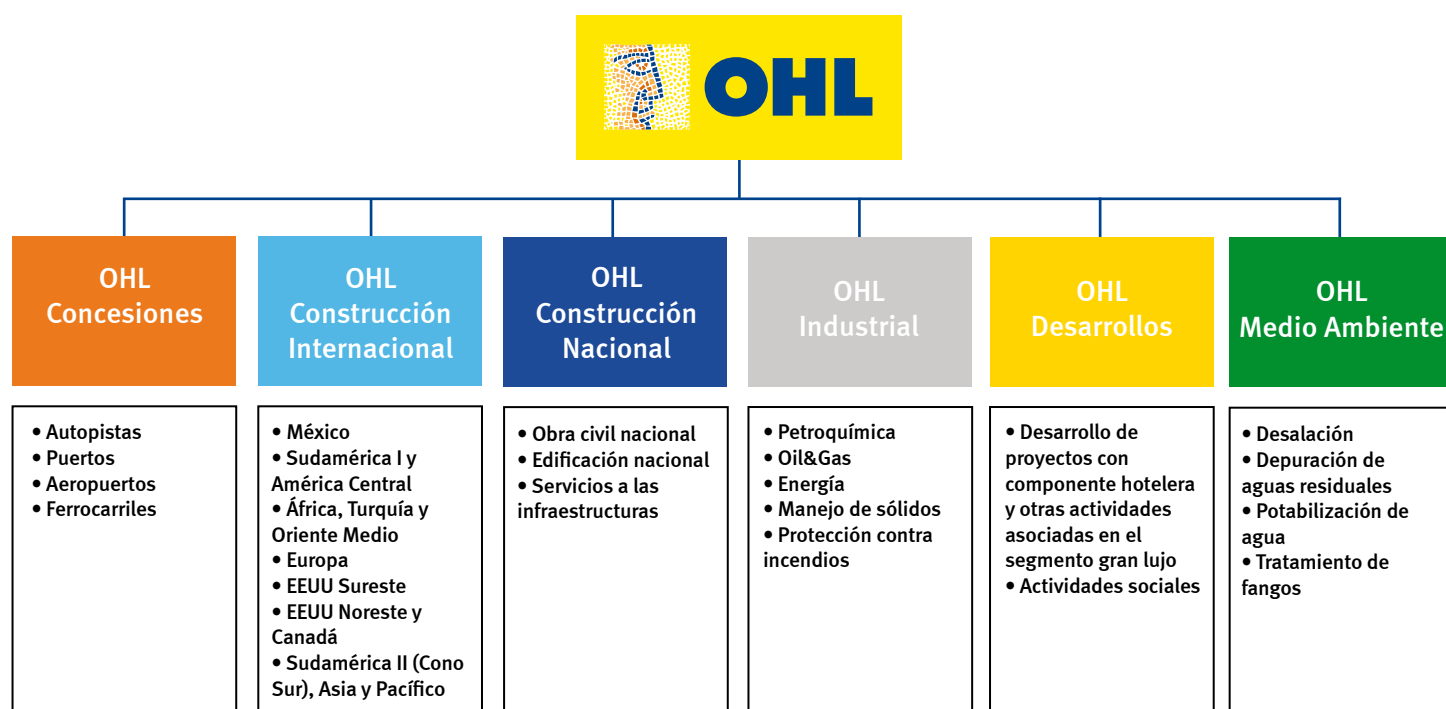 OHL
OHL
Concesiones
• Autopistas
• Puertos
• Aeropuertos
• Ferrocarriles
OHL
Construcción
Internacional
• México
• Sudamérica I y
América Central
• África, Turquía y
Oriente Medio
• Europa
• EEUU Sureste
• EEUU Noreste y
Canadá
• Sudamérica II (Cono
Sur), Asia y Pacífico
OHL
Construcción
Nacional
• Obra civil nacional
• Edificación nacional
• Servicios a las
infraestructuras
OHL
Industrial
• Petroquímica
• Oil&Gas
• Energía
• Manejo de sólidos
• Protección contra
incendios
OHL
Desarrollos
• Desarrollo de
proyectos con
componente hotelera
y otras actividades
asociadas en el
segmento gran lujo
• Actividades sociales
OHL
Medio Ambiente
• Desalación
• Depuración de
aguas residuales
• Potabilización de
agua
• Tratamiento de
fangos